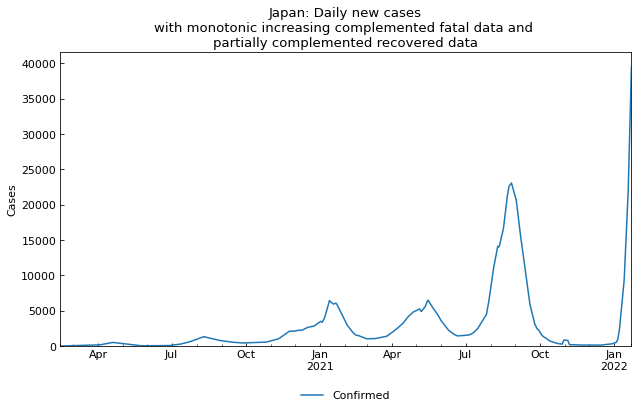 Japan: Daily new cases
with monotonic increasing complemented fatal data and
partially complemented recovered data
Cases
40000
35000
30000
25000
20000
15000
10000
5000
0
Apr Jul Oct Jan Apr Jul Oct Jan
2021 2022
Confirmed